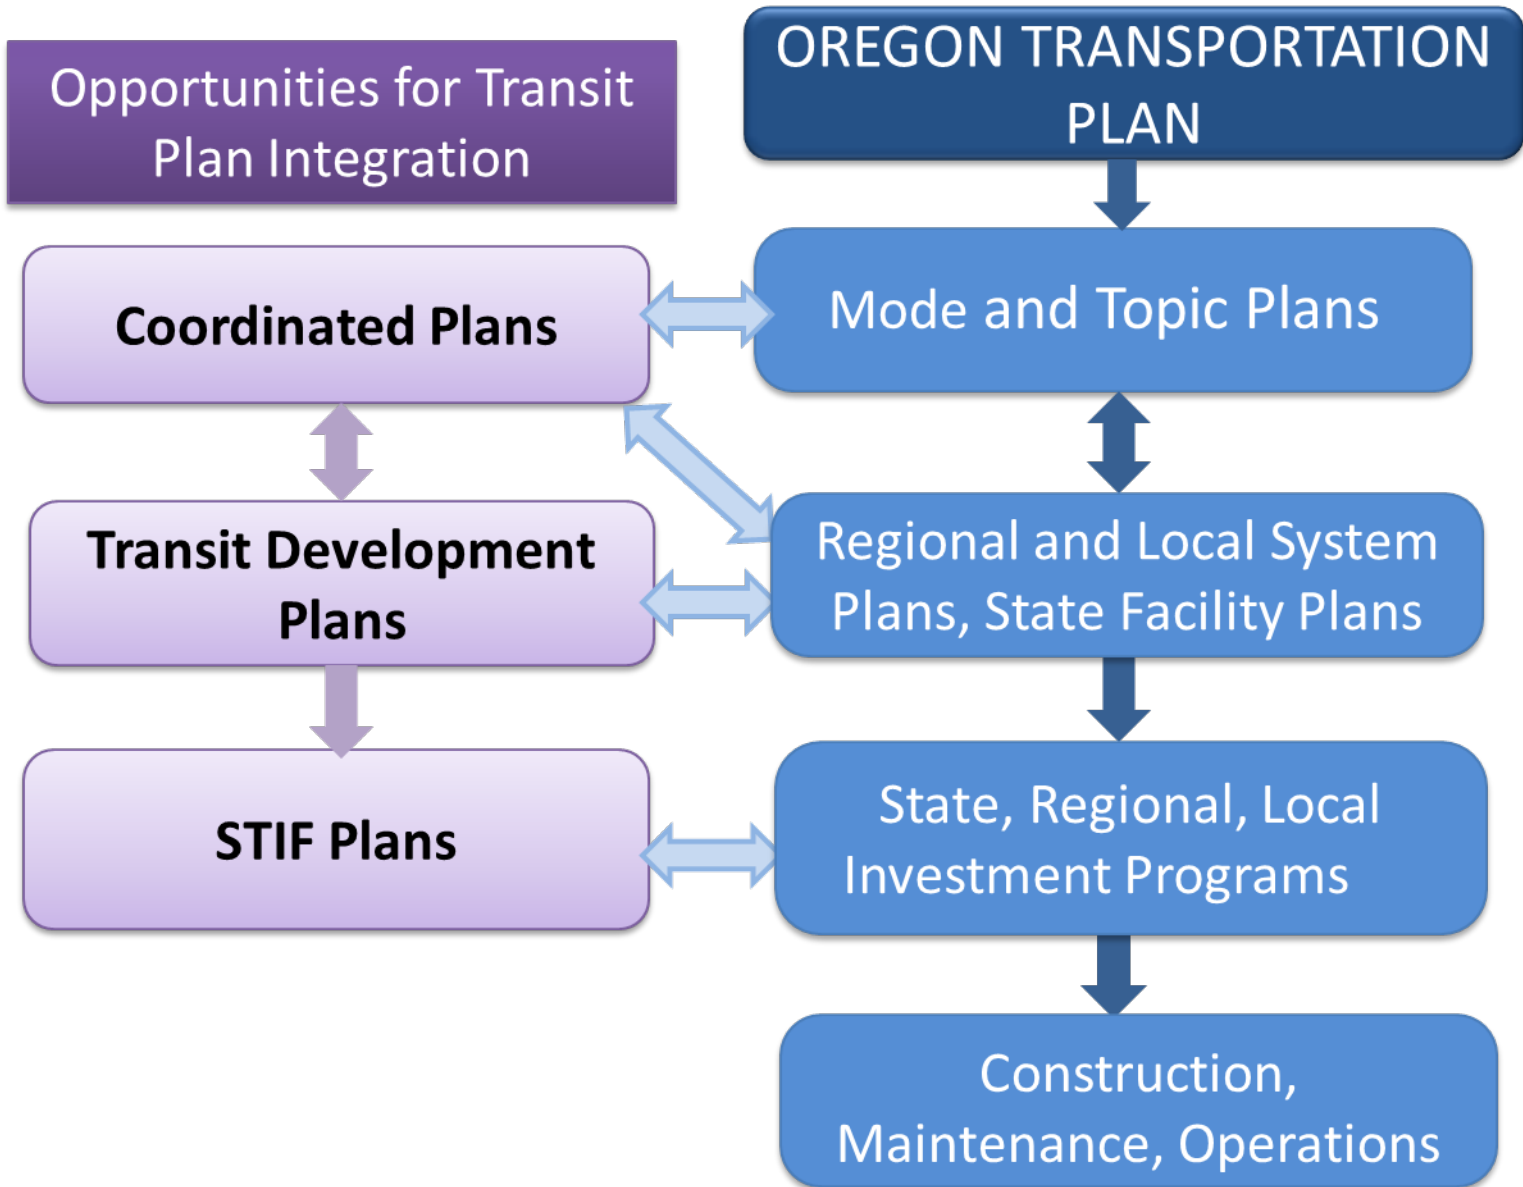 Opportunities for Transit
Plan Integration
OREGON TRANSPORTATION
PLAN
Coordinated Plans
Mode and Topic Plans
Transit Development
Plans
Regional and Local System
Plans, State Facility Plans
STIF Plans
State, Regional, Local
Investment Programs
Construction,
Maintenance, Operations